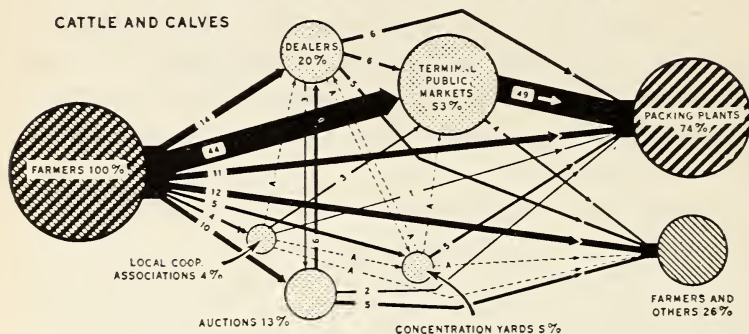 CATTLE AND CALVES
DEALERS
20%
TERMINAL
PUBLIC
MARKETS
53%
PACKING PLANTS
74%
FARMERS 100%
LOCAL COOP.
ASSOCIATIONS 4%
AUCTIONS 13%
CONCENTRATION YARDS 5%
FARMERS AND
OTHERS 26%
14
44
11
12
5
4
10
6
6
5
3
A
A
A
49
A
3
6
A
A
A
A
5
A
2
5